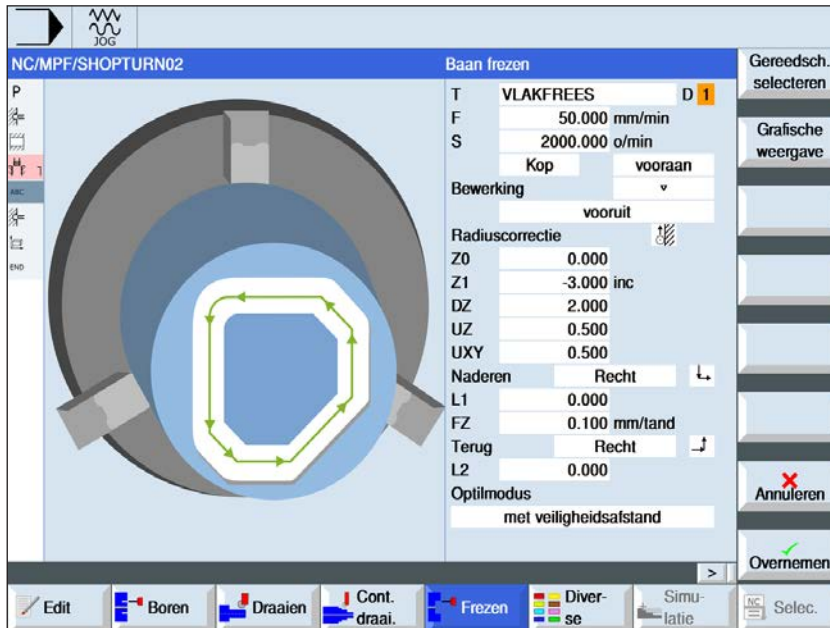 JOG
NC/MPF/SHOPTURN02
Baan frezen
Gereedsch.
selecteren
P
T VLAKFREES D 1
F 50.000 mm/min
S 2000.000 o/min
Grafische
weergave
Kop vooraan
Bewerking
vooruit
Radiuscorrectie
Z0 0.000
Z1 -3.000 inc
DZ 2.000
UZ 0.500
UXY 0.500
Naderen Recht
L1 0.000
FZ 0.100 mm/tand
Terug Recht
L2 0.000
Optilmodus
met veiligheidsafstand
ABC
END
1
Annuleren
Overnemen
>
Edit
Boren
Draaien
Cont.
draai.
Frezen
Diver-
se
Simu-
latie
NC
Selec.